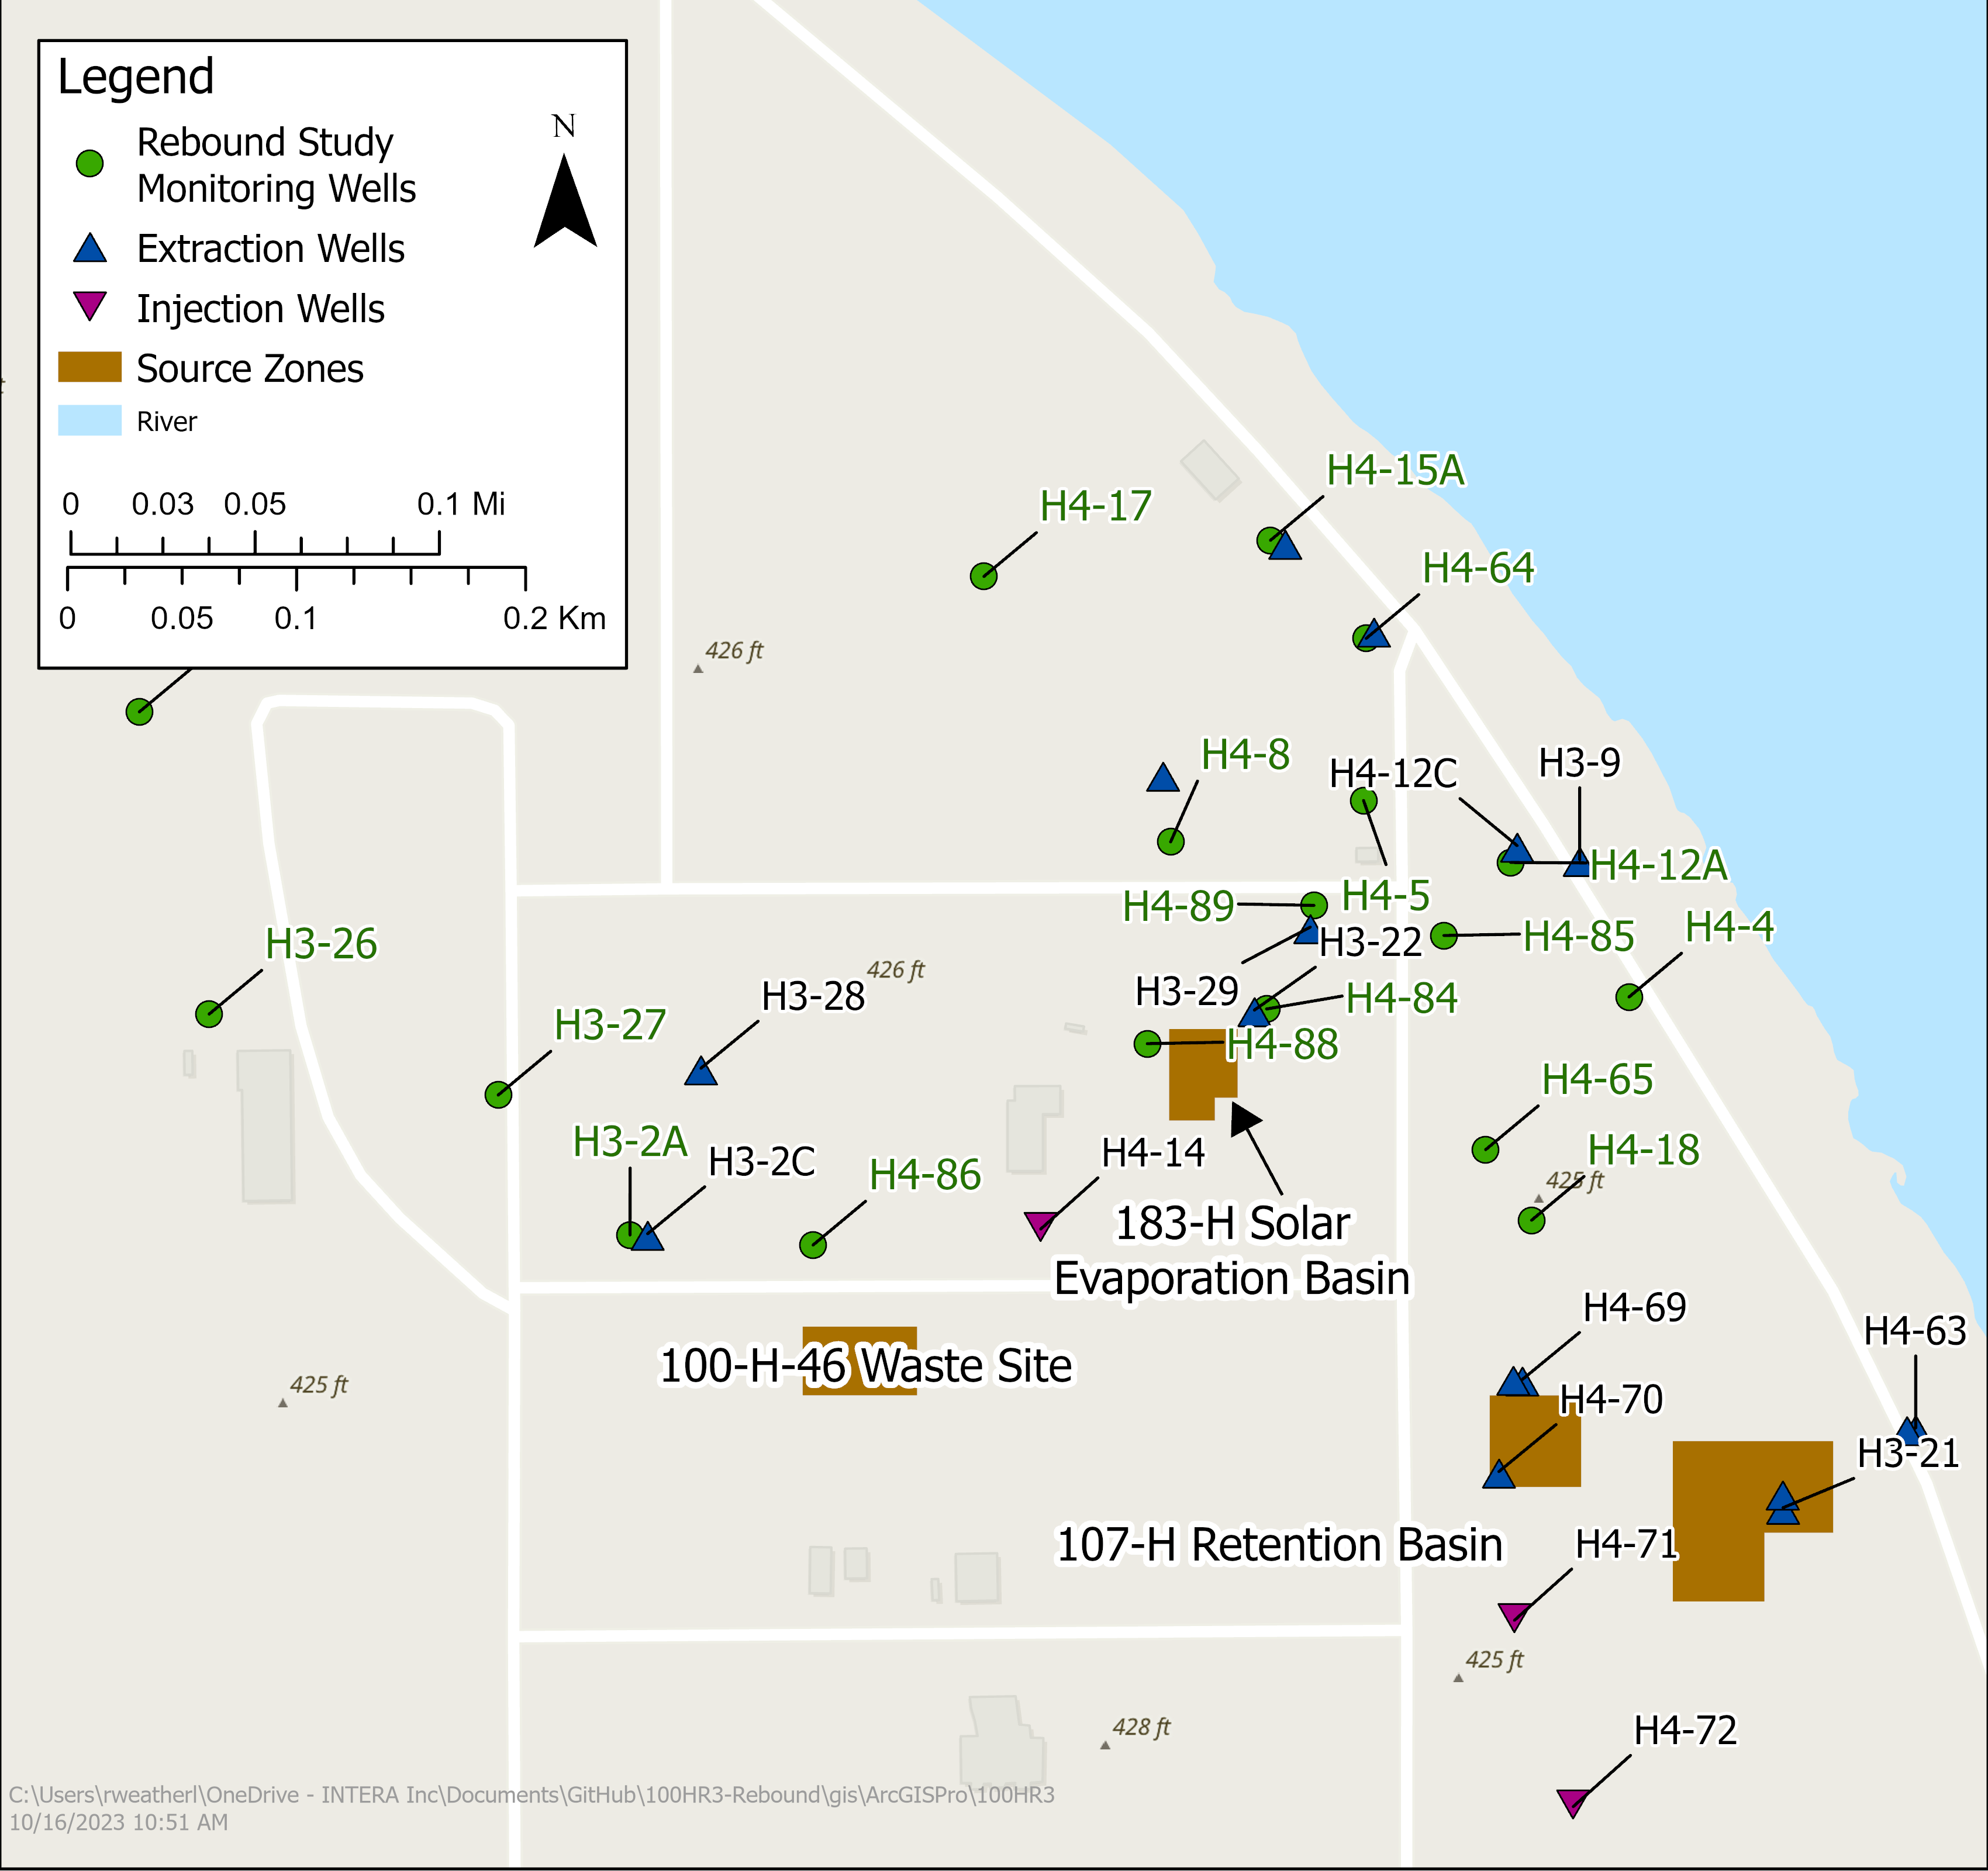 Legend
N
Rebound Study
Monitoring Wells
Extraction Wells
Injection Wells
Source Zones
River
0 0.03 0.05 0.1 Mi
0 0.05 0.1 0.2 Km
H4-15A
H4-17
H4-64
426 ft
H4-8
H4-12C
H3-9
H4-12A
H4-5
H4-89
H4-4
H4-85
H3-22
H3-26
426 ft
H3-28
H3-29
H4-84
H3-27
H4-88
H4-65
H3-2A
H3-2C
H4-86
H4-14
H4-18
425 ft
183-H Solar
Evaporation Basin
H4-69
H4-63
100-H-46 Waste Site
425 ft
H4-70
H3-21
107-H Retention Basin
H4-71
425 ft
428 ft
H4-72
C:\Users\rweatherl\OneDrive - INTERA Inc\Documents\GitHub\100HR3-Rebound\gis\ArcGISPro\100HR3
10/16/2023 10:51 AM